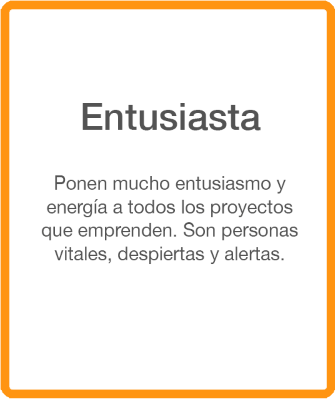 Entusiasta
Ponen mucho entusiasmo y
energía a todos los proyectos
que emprenden. Son personas
vitales, despiertas y alertas.